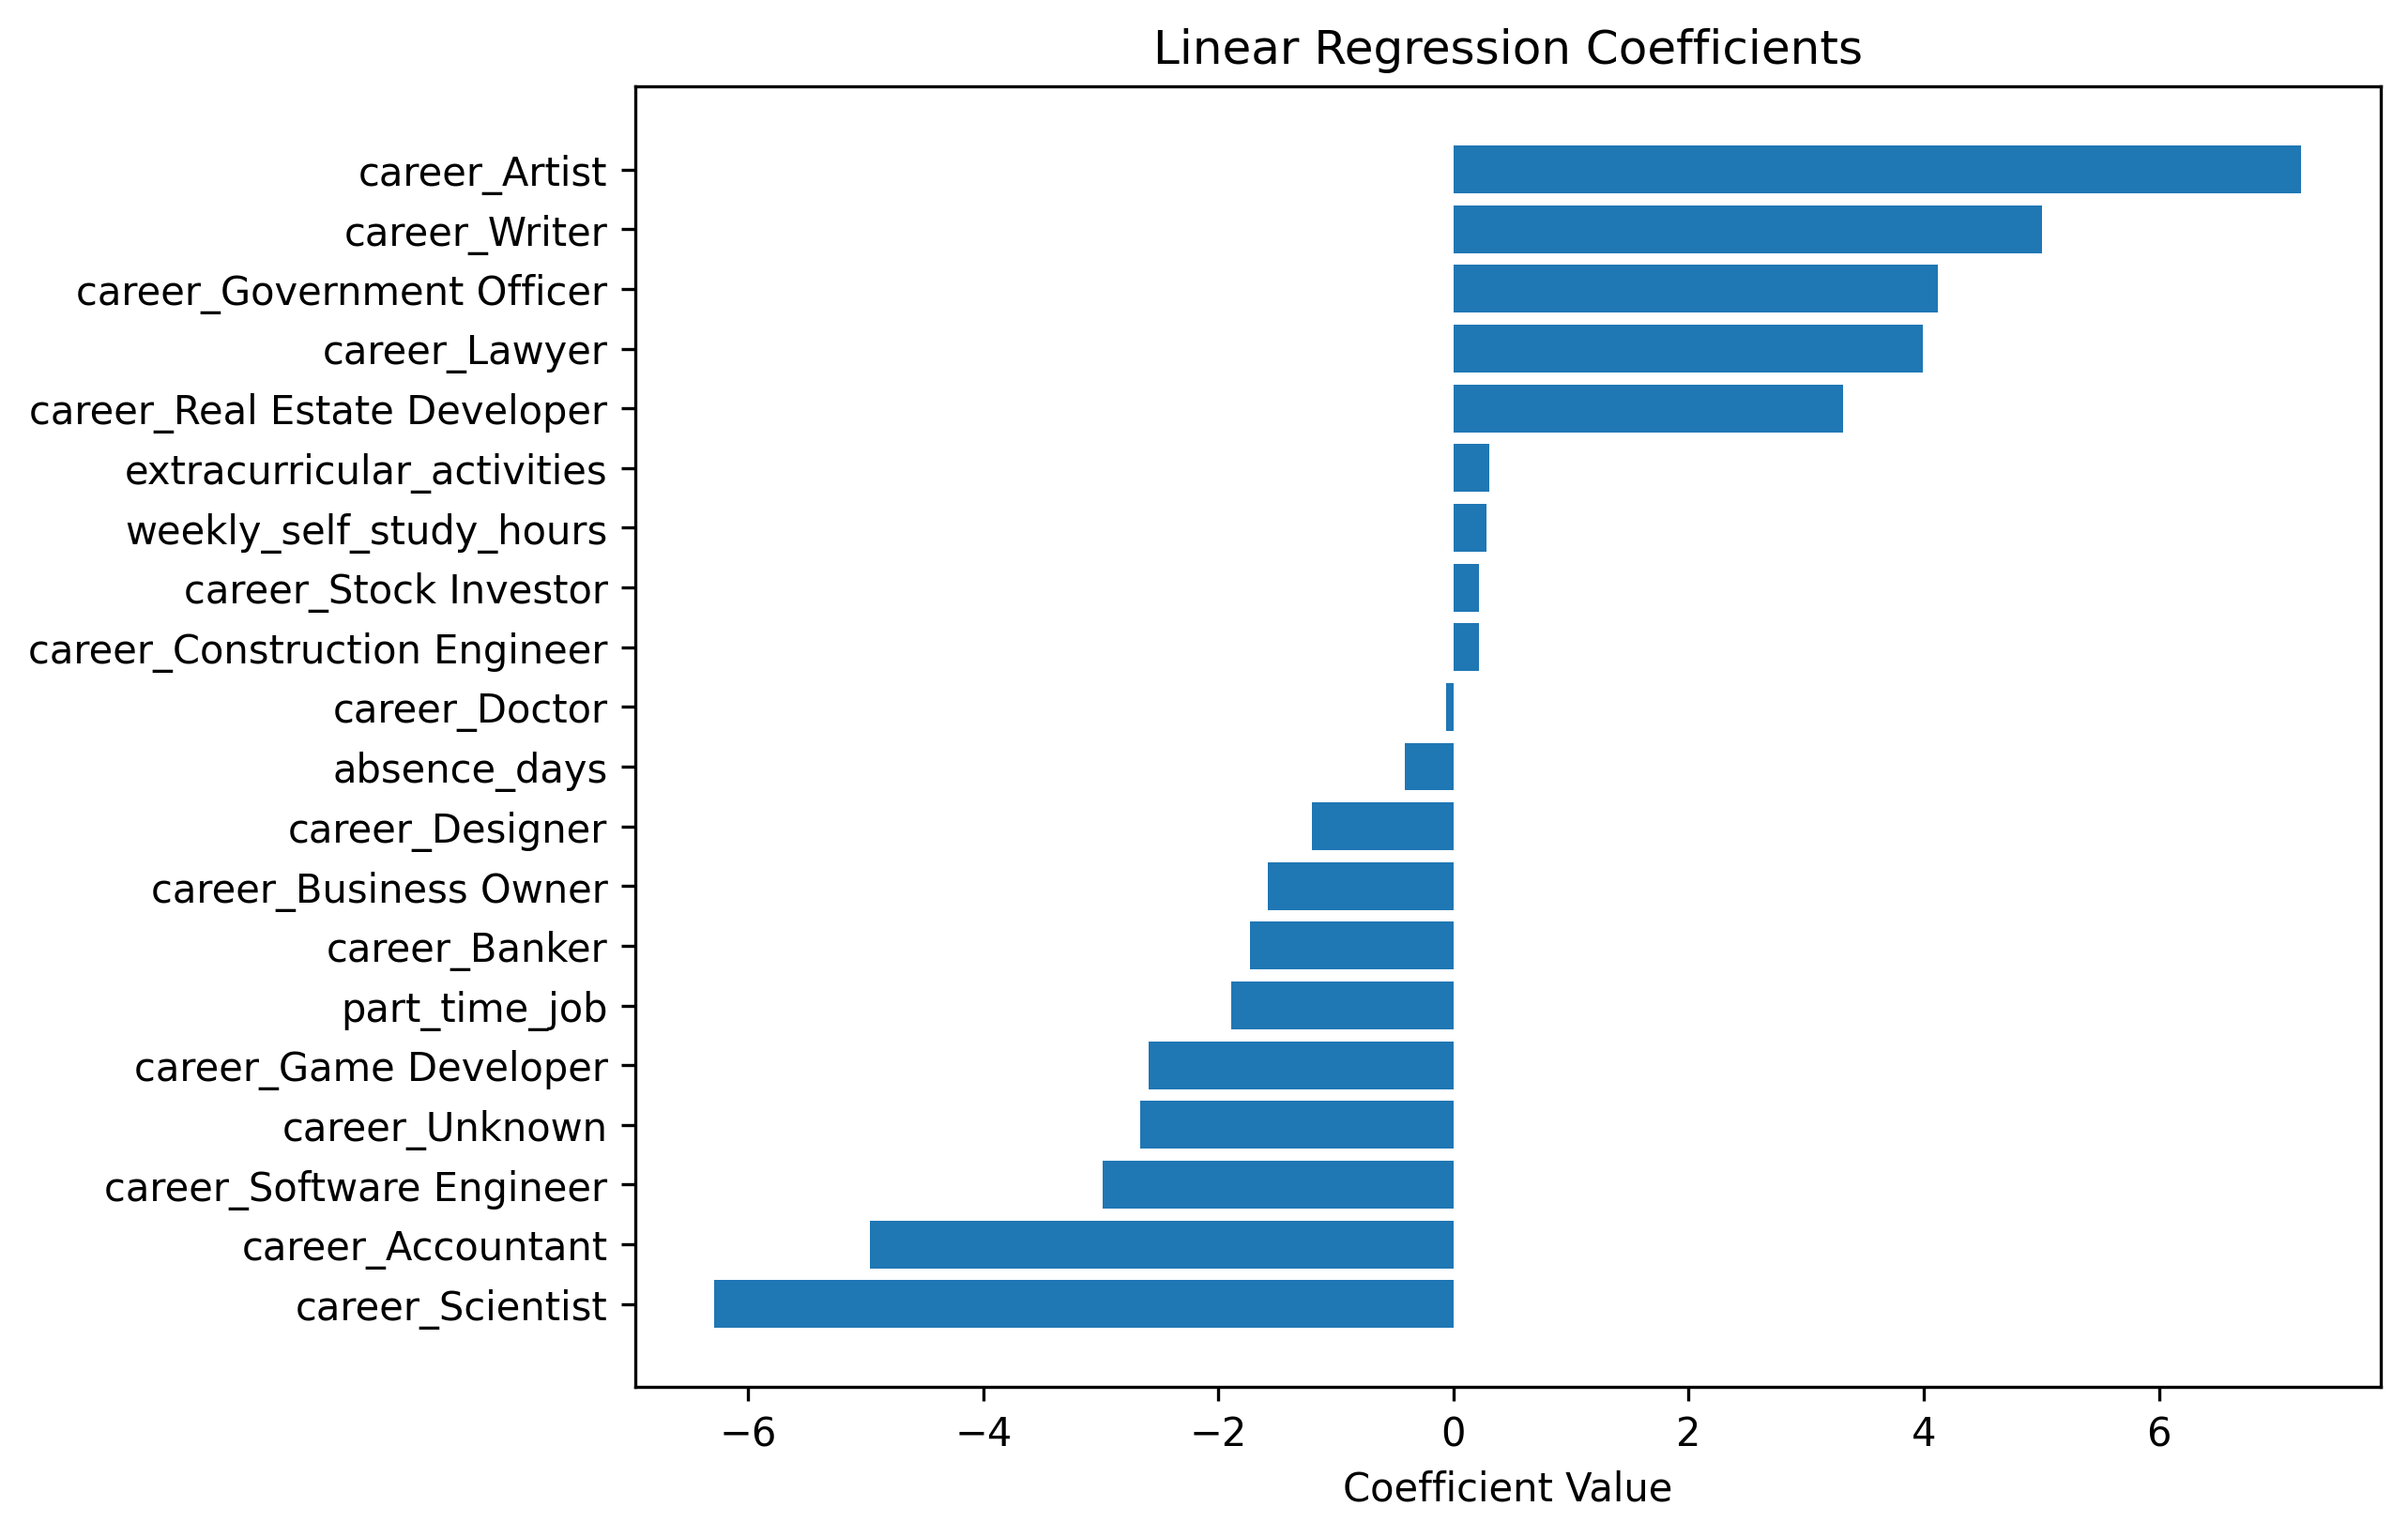 Linear Regression Coefficients
career_Artist
career_Writer
career_Government Officer
career_Lawyer
career_Real Estate Developer
extracurricular_activities
weekly_self_study_hours
career_Stock Investor
career_Construction Engineer
career_Doctor
absence_days
career_Designer
career_Business Owner
career_Banker
part_time_job
career_Game Developer
career_Unknown
career_Software Engineer
career_Accountant
career_Scientist
−6 −4 −2 0 2 4 6
Coefficient Value